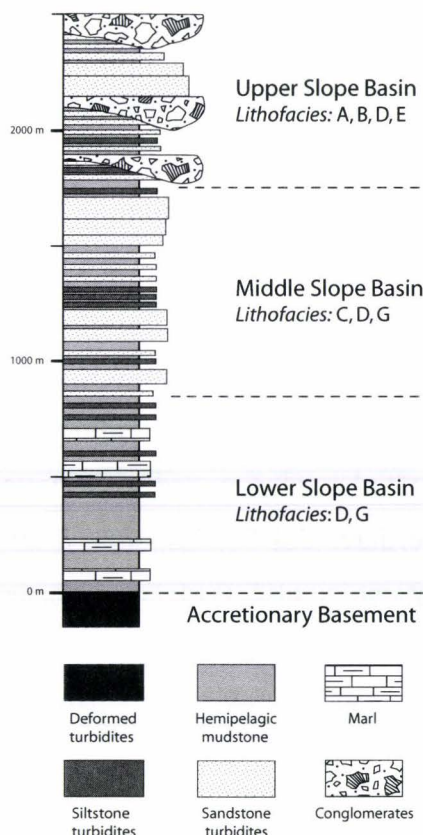 Upper Slope Basin
Lithofacies: A, B, D, E
2000 m
Middle Slope Basin
Lithofacies: C, D, G
1000 m
Lower Slope Basin
Lithofacies: D, G
0 m
Accretionary Basement
Deformed
turbidites
Hemipelagic
mudstone
Marl
Siltstone
turbidites
Sandstone
turbidites
Conglomerates